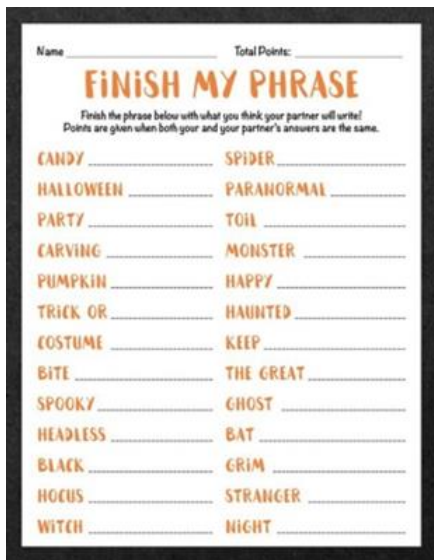 Name
Total Points:
FINISH MY PHRASE
Finish the phrase below with what you think your partner will write!
Points are given when both your and your partner's answers are the same.
CANDY
HALLOWEEN
PARTY
CARVING
PUMPKIN
TRICK OR
COSTUME
BITE
SPOOKY
HEADLESS
BLACK
HOCUS
WITCH
SPIDER
PARANORMAL
TOIL
MONSTER
HAPPY
HAUNTED
KEEP
THE GREAT
GHOST
BAT
GRIM
STRANGER
NIGHT